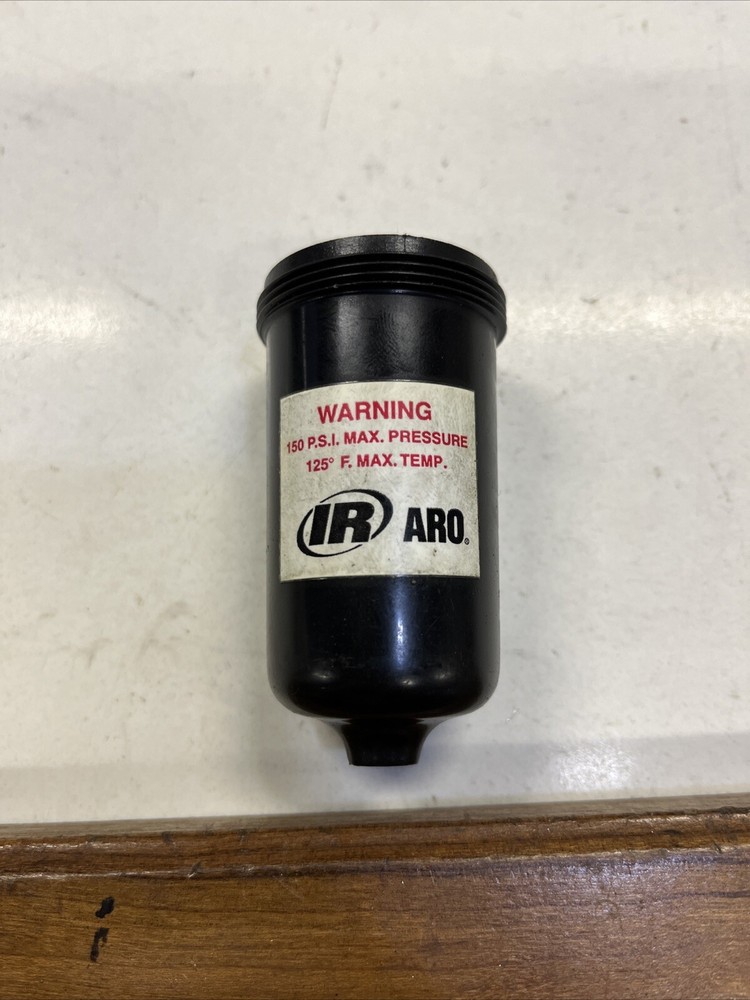 WARNING
150 P.S.I. MAX. PRESSURE
125° F. MAX. TEMP.
IR ARO®